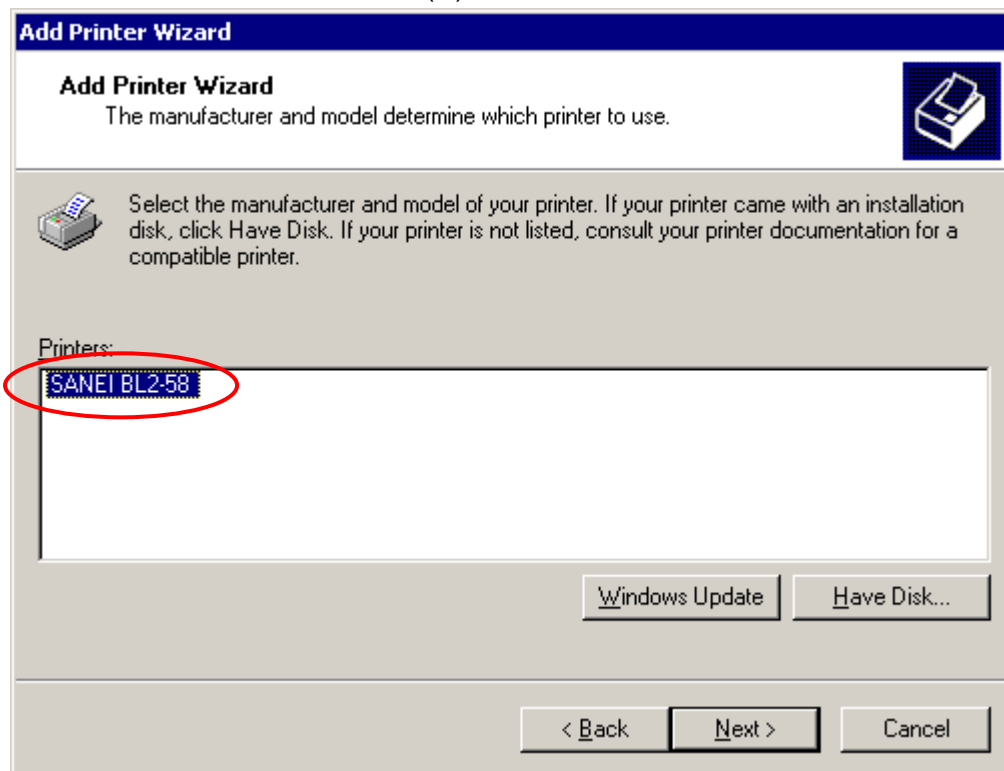 Add Printer Wizard
Add Printer Wizard
The manufacturer and model determine which printer to use.
Select the manufacturer and model of your printer. If your printer came with an installation
disk, click Have Disk. If your printer is not listed, consult your printer documentation for a
compatible printer.
Printers:
SANEI BL2-58
Windows Update
Have Disk...
< Back
Next >
Cancel